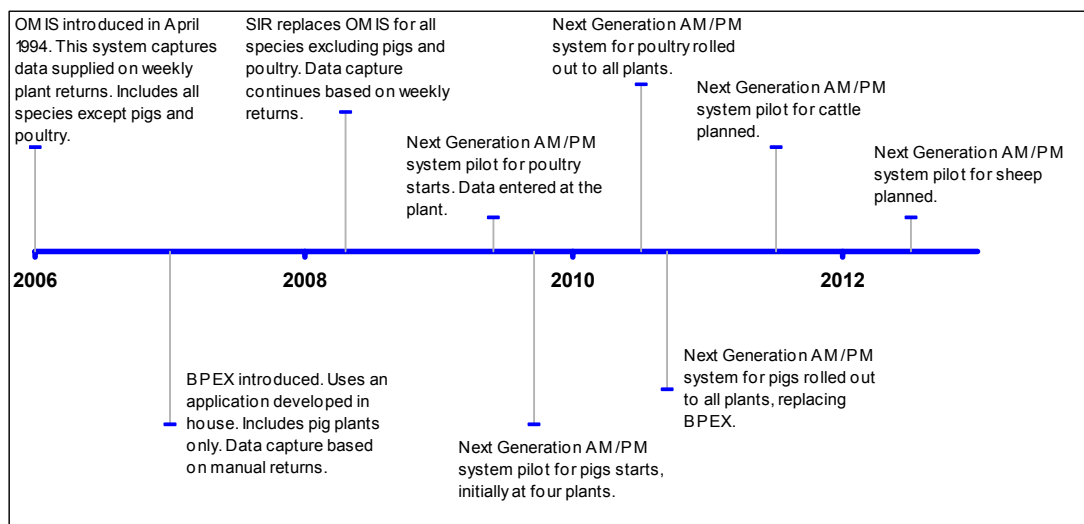 OMIS introduced in April
1994. This system captures
data supplied on weekly
plant returns. Includes all
species except pigs and
poultry.
SIR replaces OMIS for all
species excluding pigs and
poultry. Data capture
continues based on weekly
returns.
Next Generation AM/PM
system pilot for poultry
starts. Data entered at the
plant.
Next Generation AM/PM
system for poultry rolled
out to all plants.
Next Generation AM/PM
system pilot for cattle
planned.
Next Generation AM/PM
system pilot for sheep
planned.
2006
2008
2010
2012
BPEX introduced. Uses an
application developed in
house. Includes pig plants
only. Data capture based
on manual returns.
Next Generation AM/PM
system pilot for pigs starts,
initially at four plants.
Next Generation AM/PM
system for pigs rolled out
to all plants, replacing
BPEX.